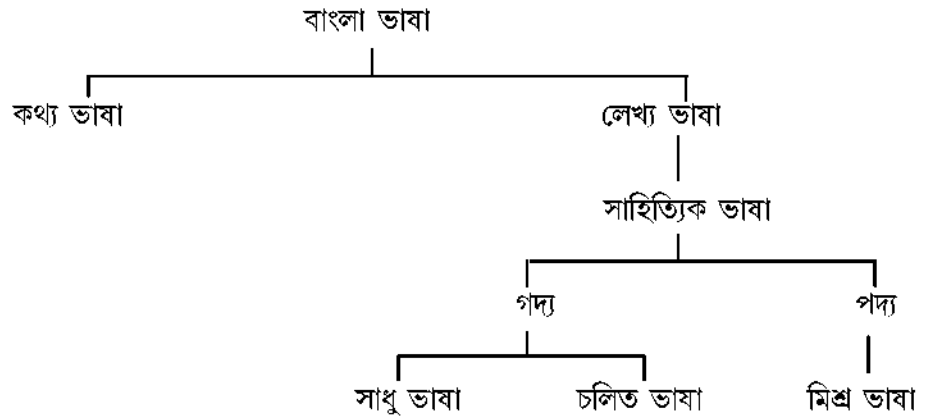 বাংলা ভাষা
কথ্য ভাষা লেখ্য ভাষা
সাহিত্যিক ভাষা
গদ্য পদ্য
সাধু ভাষা চলিত ভাষা মিশ্র ভাষা